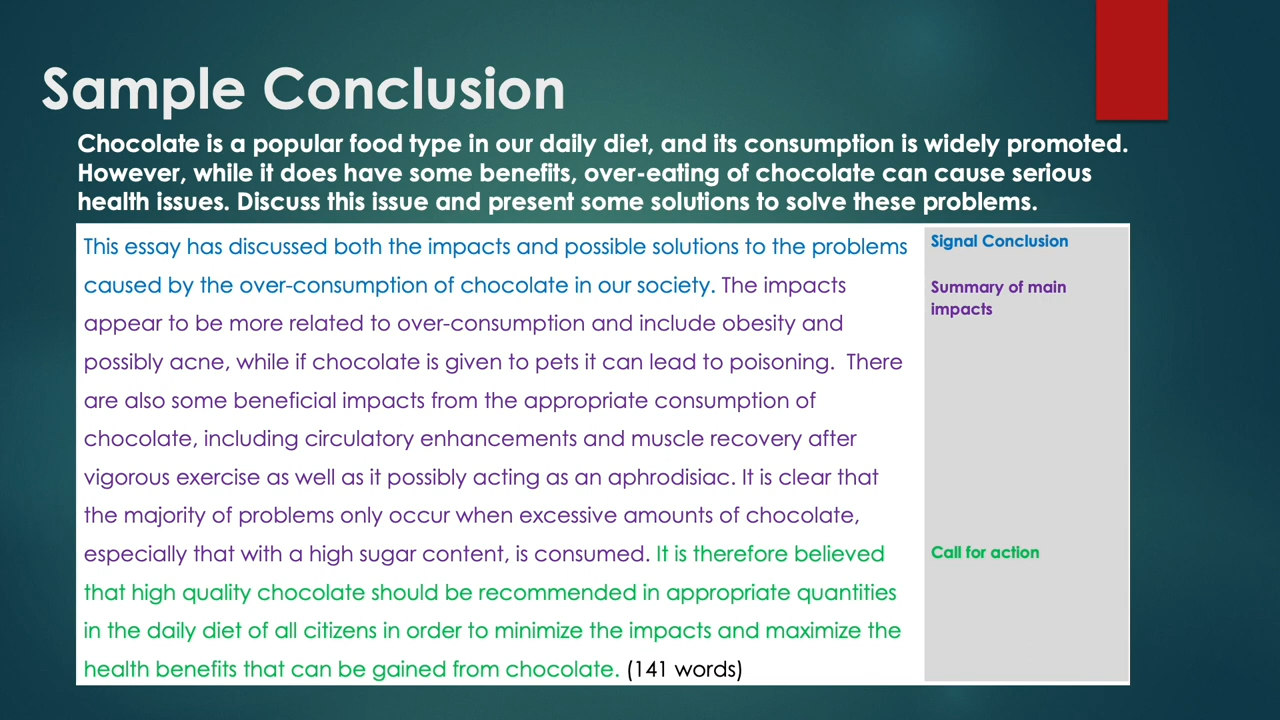 Sample Conclusion
Chocolate is a popular food type in our daily diet, and its consumption is widely promoted.
However, while it does have some benefits, over-eating of chocolate can cause serious
health issues. Discuss this issue and present some solutions to solve these problems.
This essay has discussed both the impacts and possible solutions to the problems
caused by the over-consumption of chocolate in our society. The impacts
appear to be more related to over-consumption and include obesity and
possibly acne, while if chocolate is given to pets it can lead to poisoning.  There
are also some beneficial impacts from the appropriate consumption of
chocolate, including circulatory enhancements and muscle recovery after
vigorous exercise as well as it possibly acting as an aphrodisiac. It is clear that
the majority of problems only occur when excessive amounts of chocolate,
especially that with a high sugar content, is consumed. It is therefore believed
that high quality chocolate should be recommended in appropriate quantities
in the daily diet of all citizens in order to minimize the impacts and maximize the
health benefits that can be gained from chocolate. (141 words)
Signal Conclusion
Summary of main
impacts
Call for action